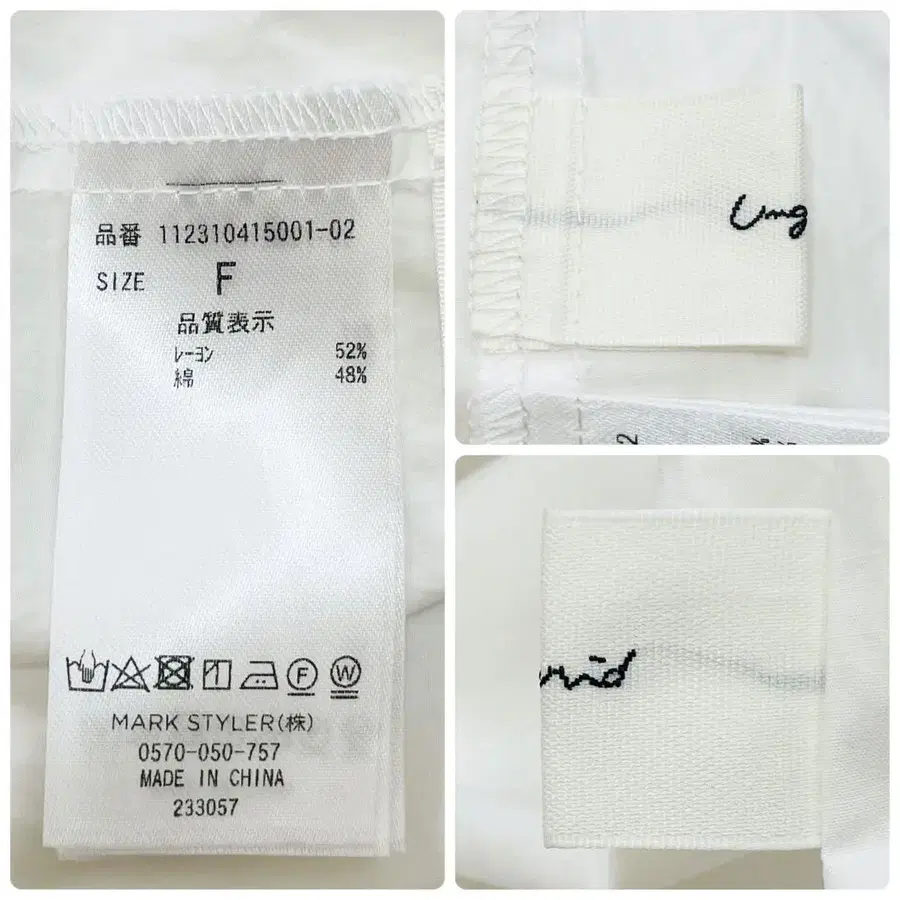 品番 112310415001-02
SIZE F
品質表示
レーヨン 52%
綿 48%
F W
MARK STYLER(株)
0570-050-757
MADE IN CHINA
233057
Ung
2
rid